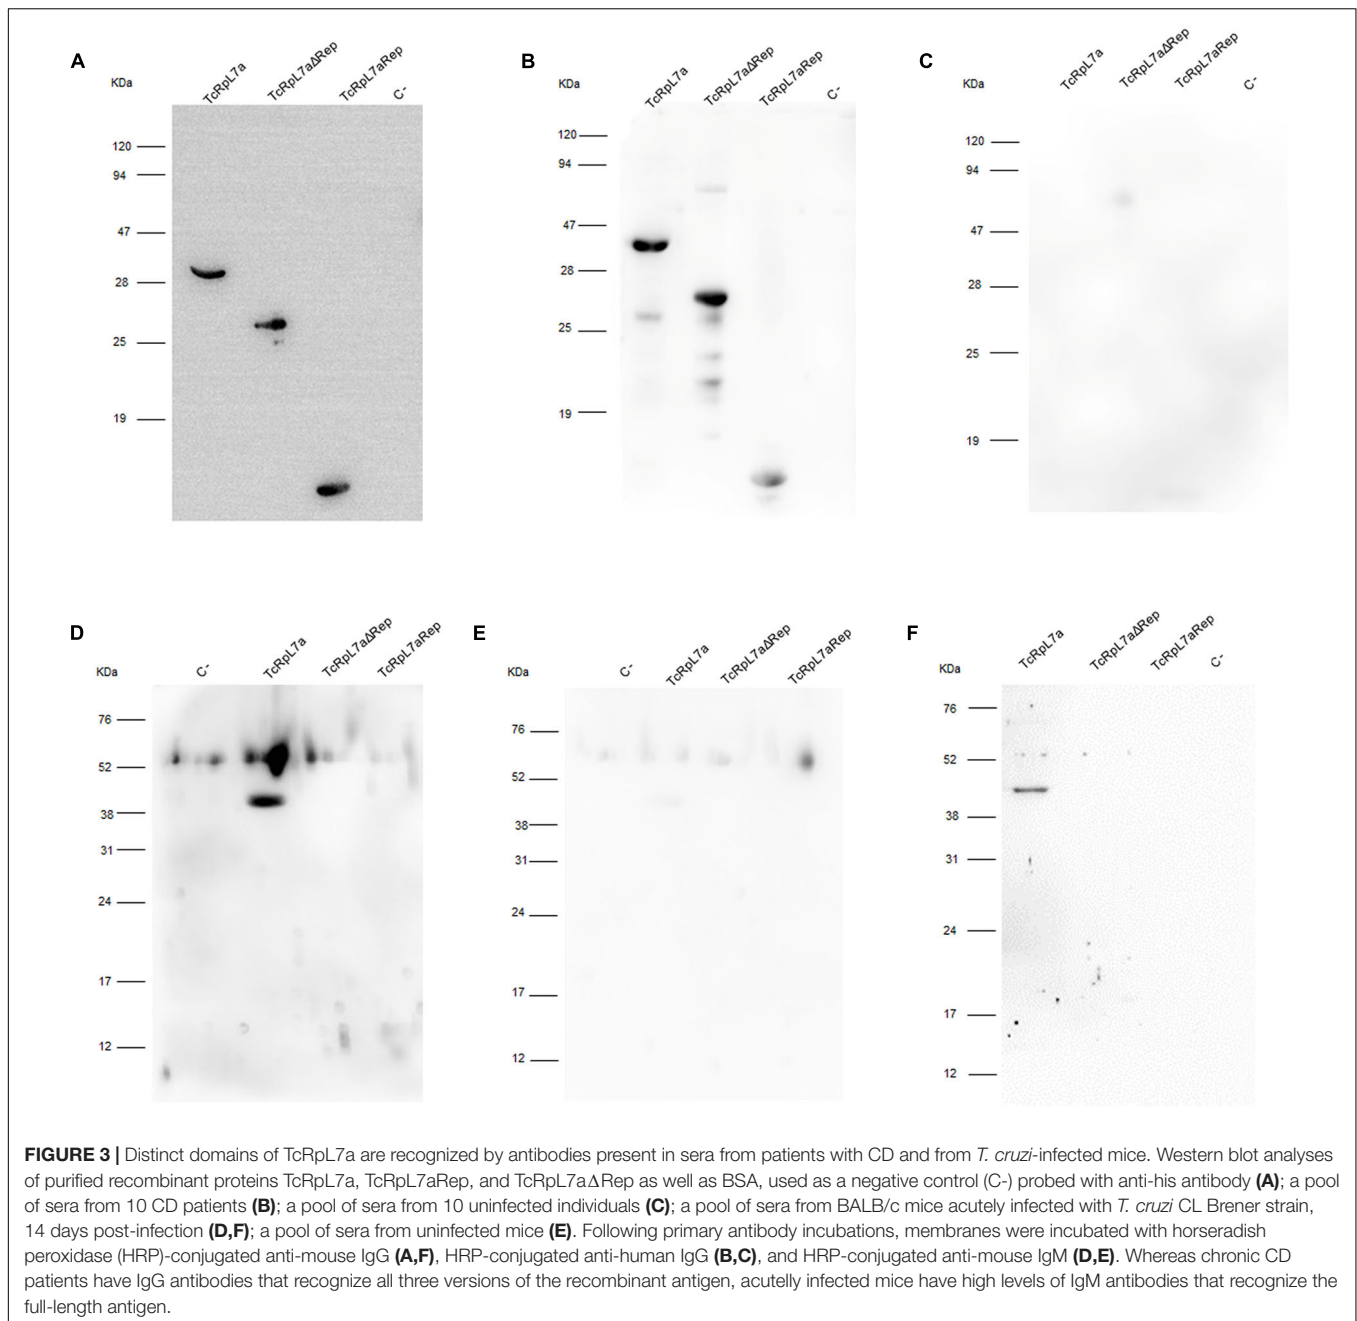 A
KDa
TcRpL7a
TcRpL7aΔRep
TcRpL7aRep
C-
120
94
47
28
25
19
B
KDa
TcRpL7a
TcRpL7aΔRep
TcRpL7aRep
C-
120
94
47
28
25
19
C
KDa
TcRpL7a
TcRpL7aΔRep
TcRpL7aRep
C-
120
94
47
28
25
19
D
KDa
C-
TcRpL7a
TcRpL7aΔRep
TcRpL7aRep
76
52
38
31
24
17
12
E
KDa
C-
TcRpL7a
TcRpL7aΔRep
TcRpL7aRep
76
52
38
31
24
17
12
F
KDa
TcRpL7a
TcRpL7aΔRep
TcRpL7aRep
C-
76
52
38
31
24
17
12
FIGURE 3 | Distinct domains of TcRpL7a are recognized by antibodies present in sera from patients with CD and from T. cruzi-infected mice. Western blot analyses
of purified recombinant proteins TcRpL7a, TcRpL7aRep, and TcRpL7aΔRep as well as BSA, used as a negative control (C-) probed with anti-his antibody (A); a pool
of sera from 10 CD patients (B); a pool of sera from 10 uninfected individuals (C); a pool of sera from BALB/c mice acutely infected with T. cruzi CL Brener strain,
14 days post-infection (D,F); a pool of sera from uninfected mice (E). Following primary antibody incubations, membranes were incubated with horseradish
peroxidase (HRP)-conjugated anti-mouse IgG (A,F), HRP-conjugated anti-human IgG (B,C), and HRP-conjugated anti-mouse IgM (D,E). Whereas chronic CD
patients have IgG antibodies that recognize all three versions of the recombinant antigen, acutelly infected mice have high levels of IgM antibodies that recognize the
full-length antigen.